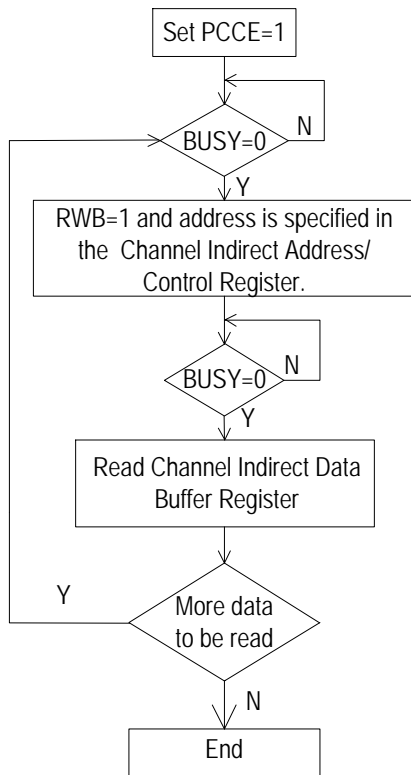 Set PCCE=1
BUSY=0
N
Y
RWB=1 and address is specified in
the Channel Indirect Address/
Control Register.
BUSY=0
N
Y
Read Channel Indirect Data
Buffer Register
Y
More data
to be read
N
End